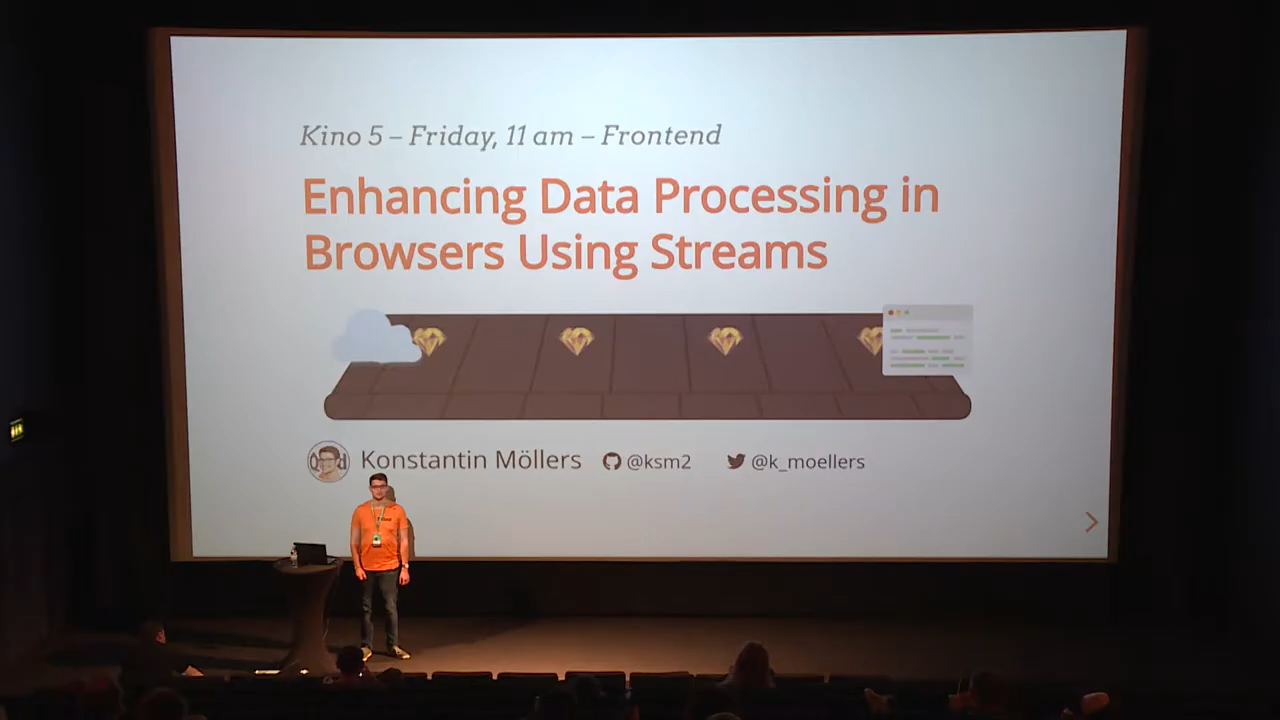 Kino 5 – Friday, 11 am – Frontend
Enhancing Data Processing in
Browsers Using Streams
Konstantin Möllers @ksm2 @k_moellers